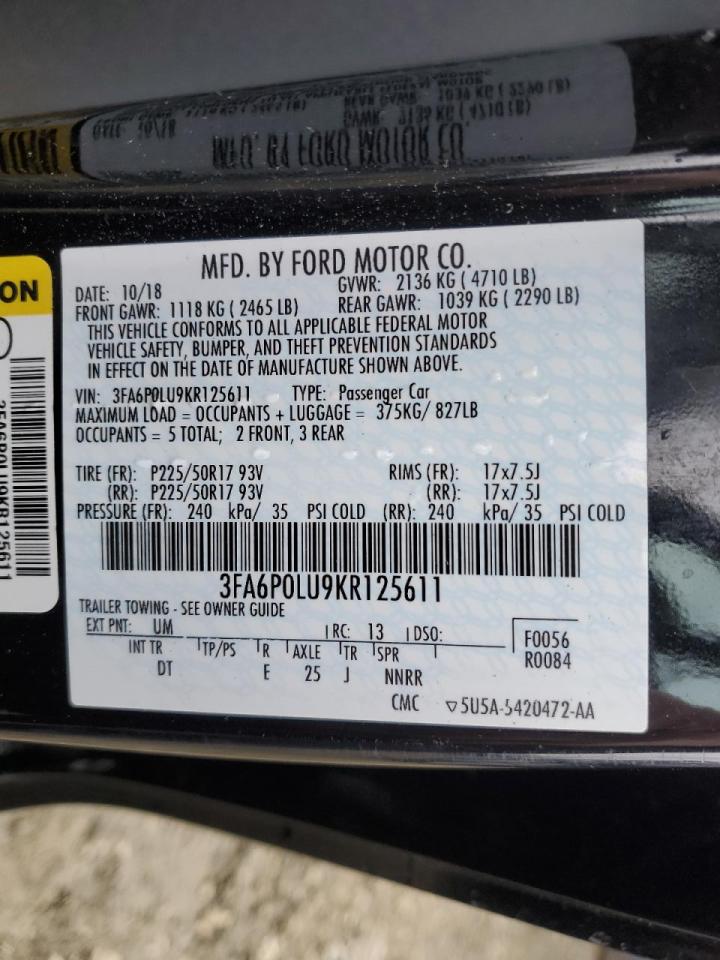 MFD. BY FORD MOTOR CO.
DATE: 10/18 GVWR: 2136 KG ( 4710 LB)
FRONT GAWR: 1118 KG ( 2465 LB) REAR GAWR: 1039 KG ( 2290 LB)
THIS VEHICLE CONFORMS TO ALL APPLICABLE FEDERAL MOTOR
VEHICLE SAFETY, BUMPER, AND THEFT PREVENTION STANDARDS
IN EFFECT ON THE DATE OF MANUFACTURE SHOWN ABOVE.
VIN: 3FA6P0LU9KR125611 TYPE: Passenger Car
MAXIMUM LOAD = OCCUPANTS + LUGGAGE = 375KG/ 827LB
OCCUPANTS = 5 TOTAL; 2 FRONT, 3 REAR
TIRE (FR): P225/50R17 93V RIMS (FR): 17x7.5J
(RR): P225/50R17 93V (RR): 17x7.5J
PRESSURE (FR): 240 kPa/ 35 PSI COLD (RR): 240 kPa/ 35 PSI COLD
3FA6P0LU9KR125611
TRAILER TOWING - SEE OWNER GUIDE
EXT PNT: UM RC: 13 DSO: F0056
INT TR TP/PS R AXLE TR SPR R0084
DT E 25 J NNRR
CMC ▽5U5A-5420472-AA
ON
3FA6P0LU9KR125611